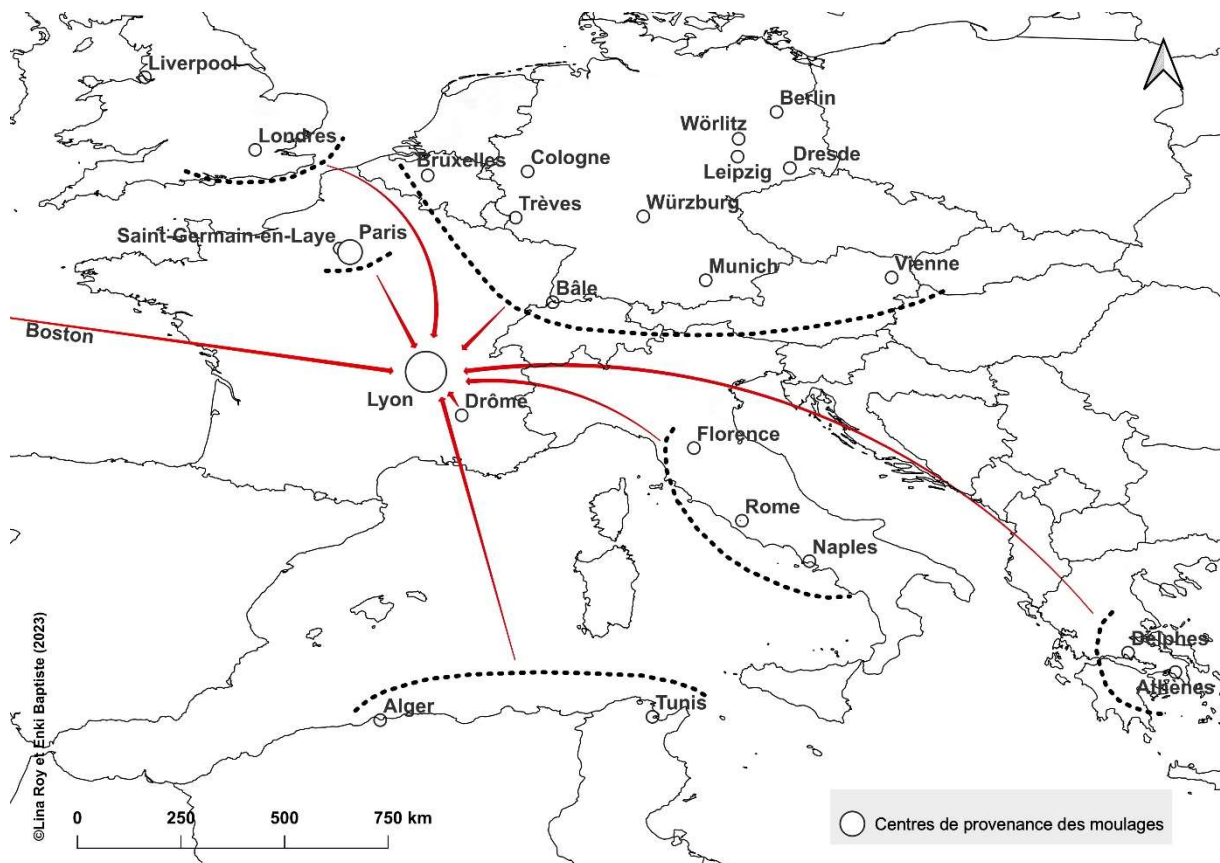 Liverpool
Berlin
Wörlitz
Londres
Bruxelles
Cologne
Leipzig
Dresde
Trèves
Würzburg
Saint-Germain-en-Laye
Paris
Munich
Vienne
Bâle
Boston
Lyon
Drôme
Florence
Rome
Naples
Delphes
Athènes
Alger
Tunis
©Lina Roy et Enki Baptiste (2023)
0 250 500 750 km
Centres de provenance des moulages